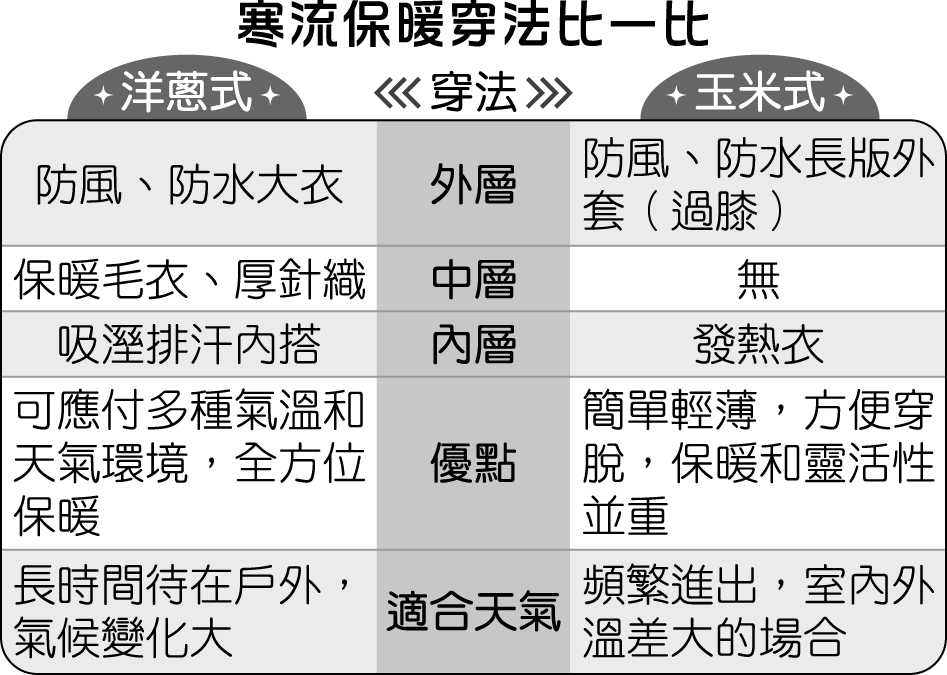 寒流保暖穿法比一比
洋蔥式
穿法
玉米式
防風、防水大衣
外層
防風、防水長版外
套（過膝）
保暖毛衣、厚針織
中層
無
吸溼排汗內搭
內層
發熱衣
可應付多種氣溫和
天氣環境，全方位
保暖
優點
簡單輕薄，方便穿
脫，保暖和靈活性
並重
長時間待在戶外，
氣候變化大
適合天氣
頻繁進出，室內外
溫差大的場合